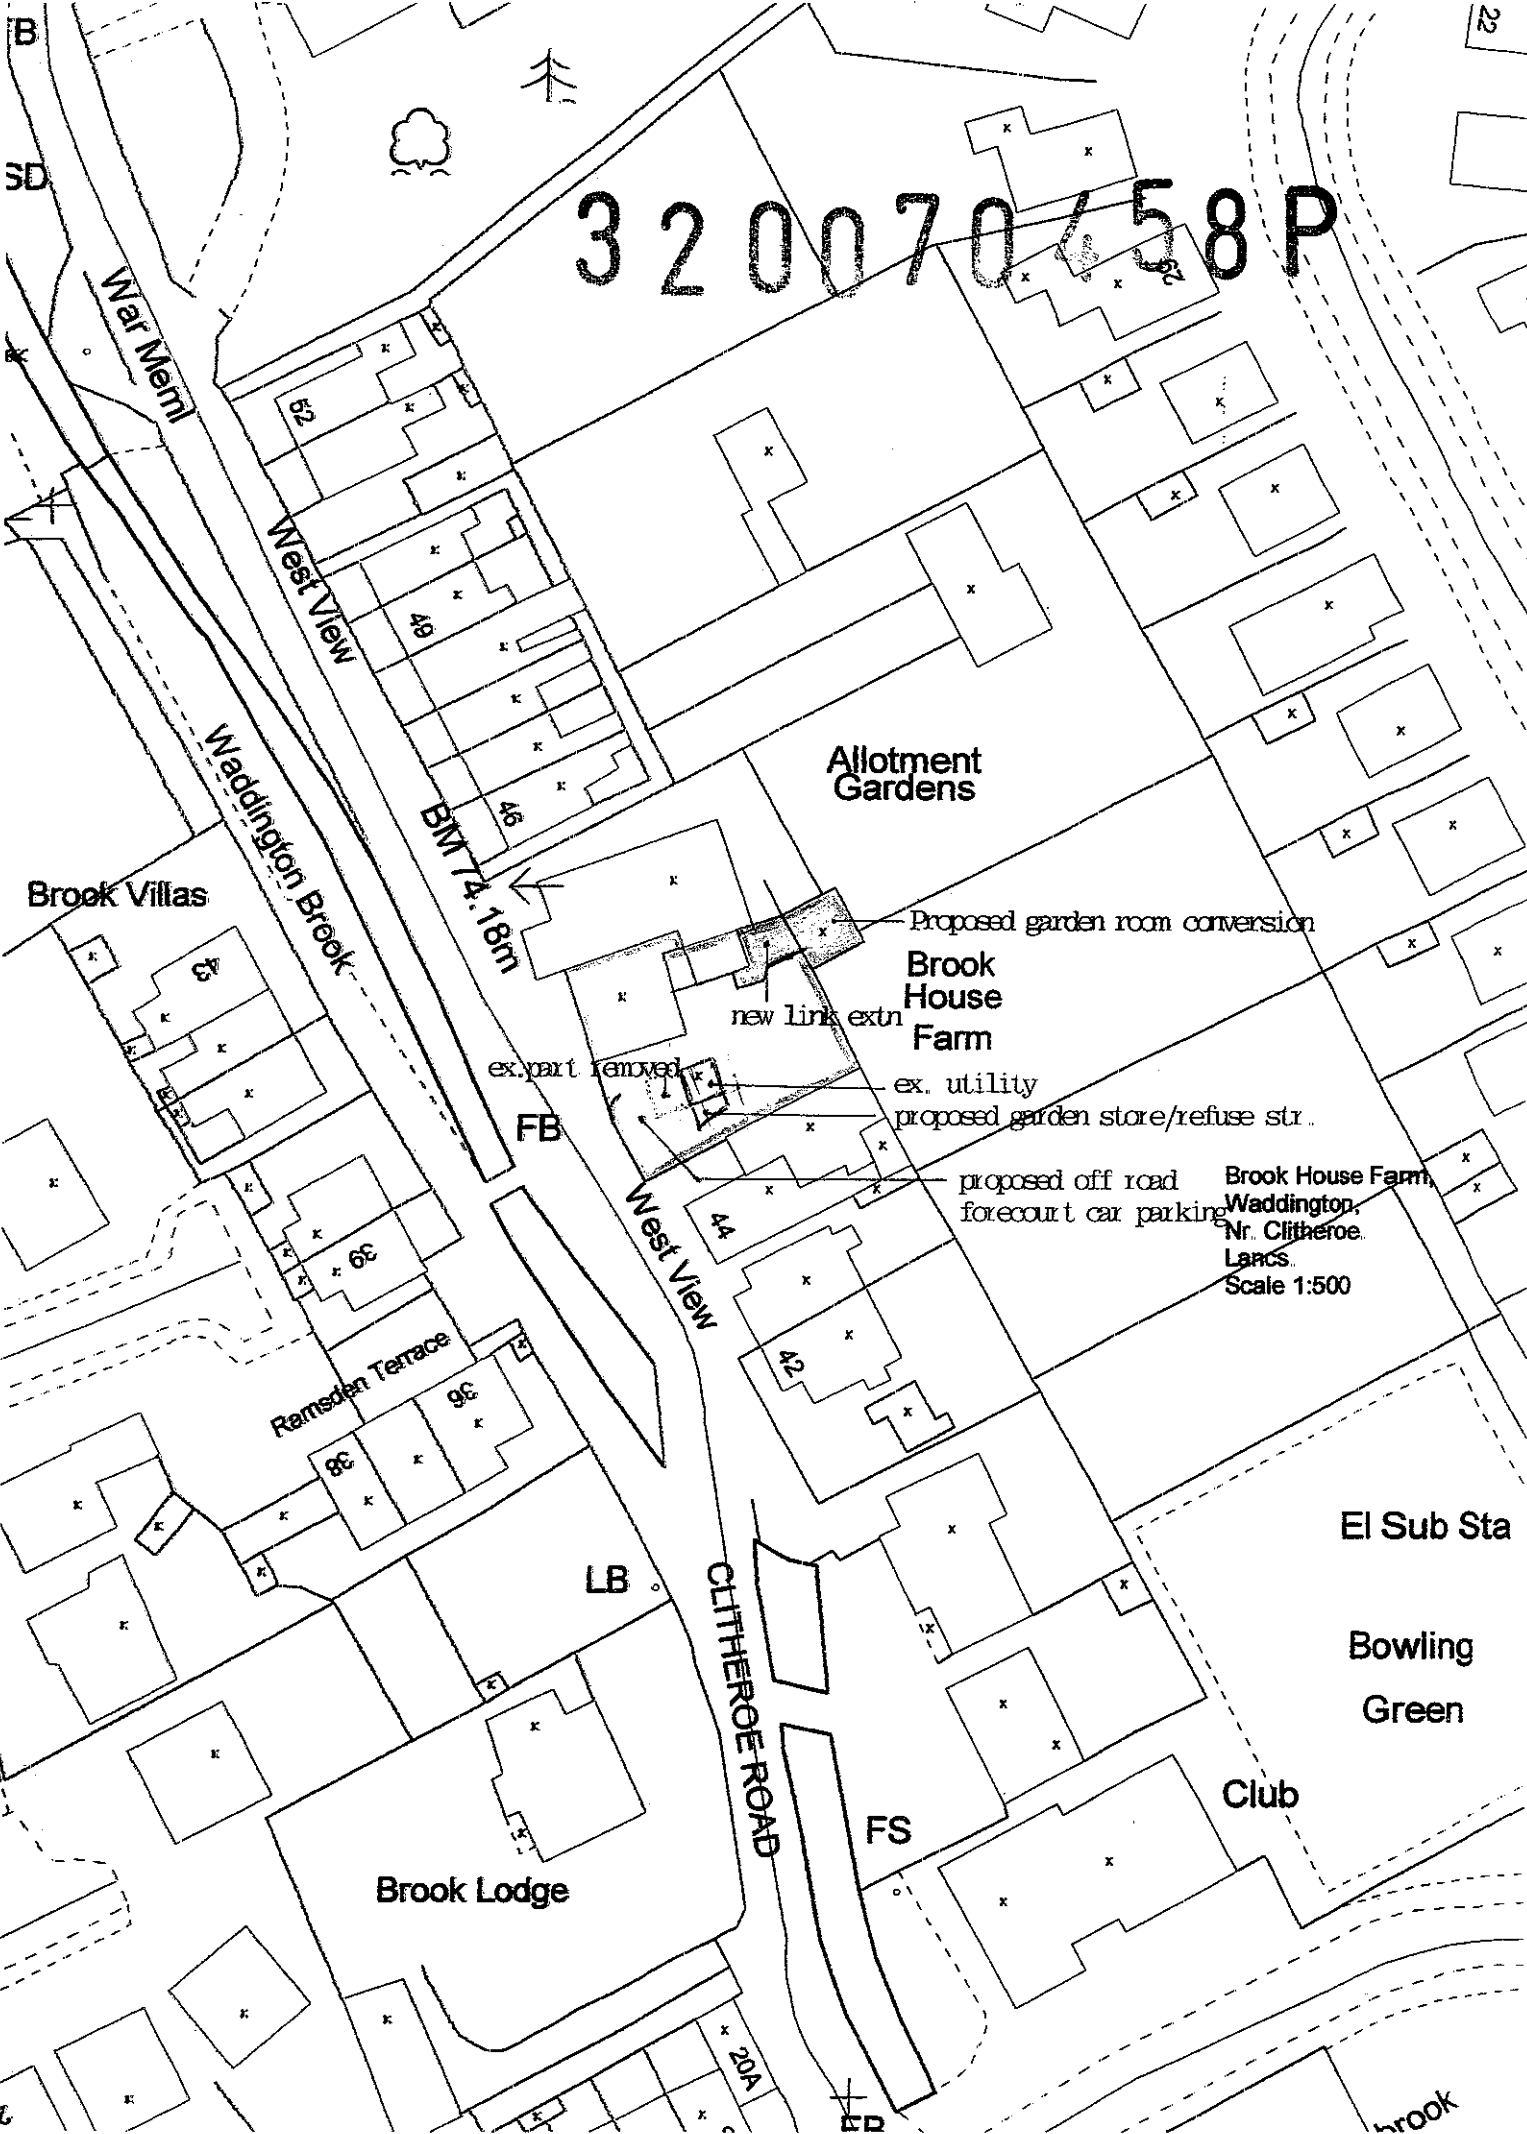 B
22
SD
320070458P
War Meml
29
52
West View
49
Waddington Brook
46
Allotment
Gardens
BM 74.18m
Brook Villas
Proposed garden room conversion
43
Brook
House
Farm
new link extn
ex.part removed
ex. utility
proposed garden store/refuse str.
FB
proposed off road
forecourt car parking
Brook House Farm,
Waddington,
Nr. Clitheroe.
Lancs.
Scale 1:500
44
West View
39
42
Ramsden Terrace
36
38
El Sub Sta
LB
CLITHEROE ROAD
Bowling
Green
Club
FS
Brook Lodge
20A
FB
brook